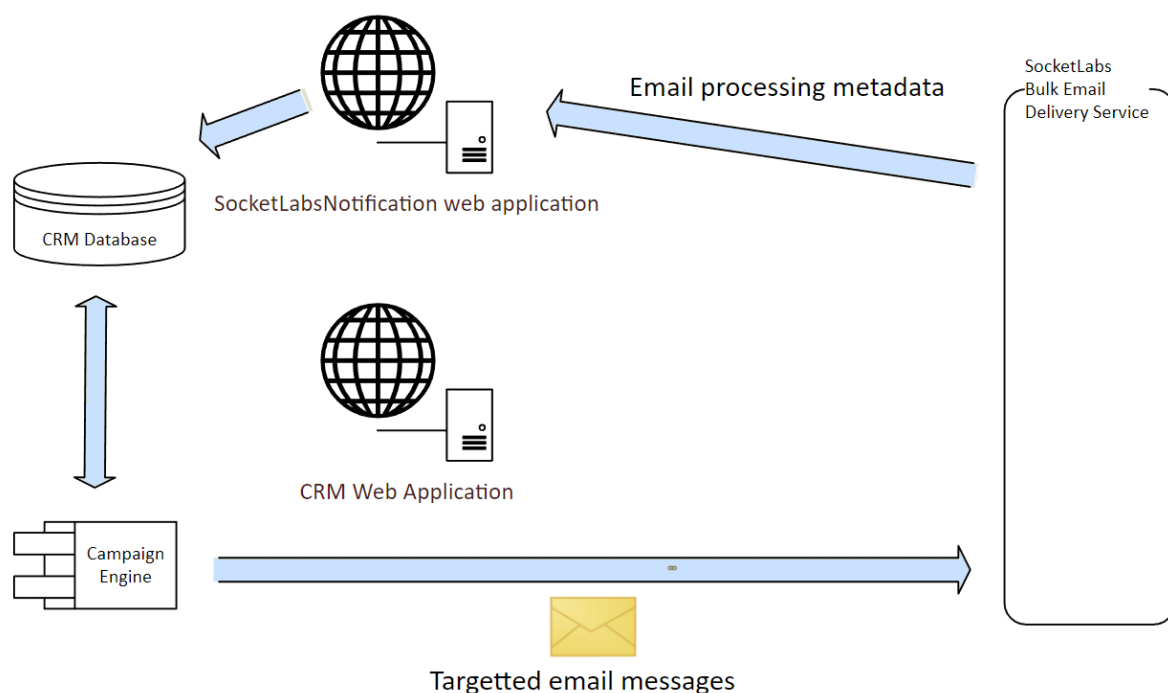 SocketLabs
Bulk Email
Delivery Service
Email processing metadata
SocketLabsNotification web application
CRM Database
CRM Web Application
Campaign
Engine
Targetted email messages